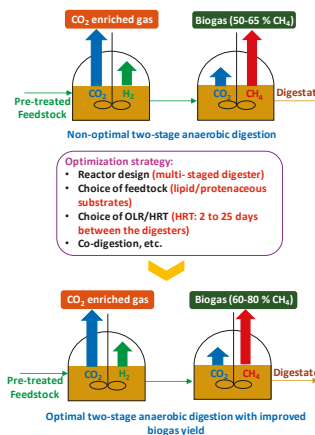 CO2 enriched gas
Biogas (50-65 % CH4)
CO2
H2
CO2
CH4
Pre-treated
Feedstock
Digestate
Non-optimal two-stage anaerobic digestion
Optimization strategy:
• Reactor design (multi- staged digester)
• Choice of feedtock (lipid/protenaceous
substrates)
• Choice of OLR/HRT (HRT: 2 to 25 days
between the digesters)
• Co-digestion, etc.
CO2 enriched gas
Biogas (60-80 % CH4)
CO2
H2
CO2
CH4
Pre-treated
Feedstock
Digestate
Optimal two-stage anaerobic digestion with improved
biogas yield